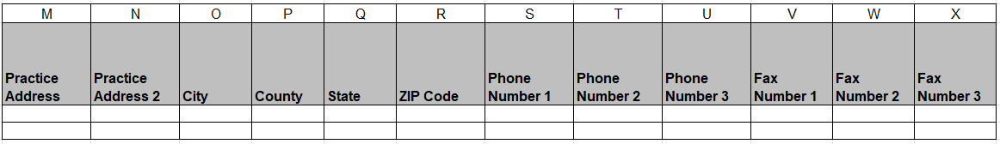 M N O P Q R S T U V W X
Practice Practice Phone Phone Phone Fax Fax Fax
Address Address 2 City County State ZIP Code Number 1 Number 2 Number 3 Number 1 Number 2 Number 3